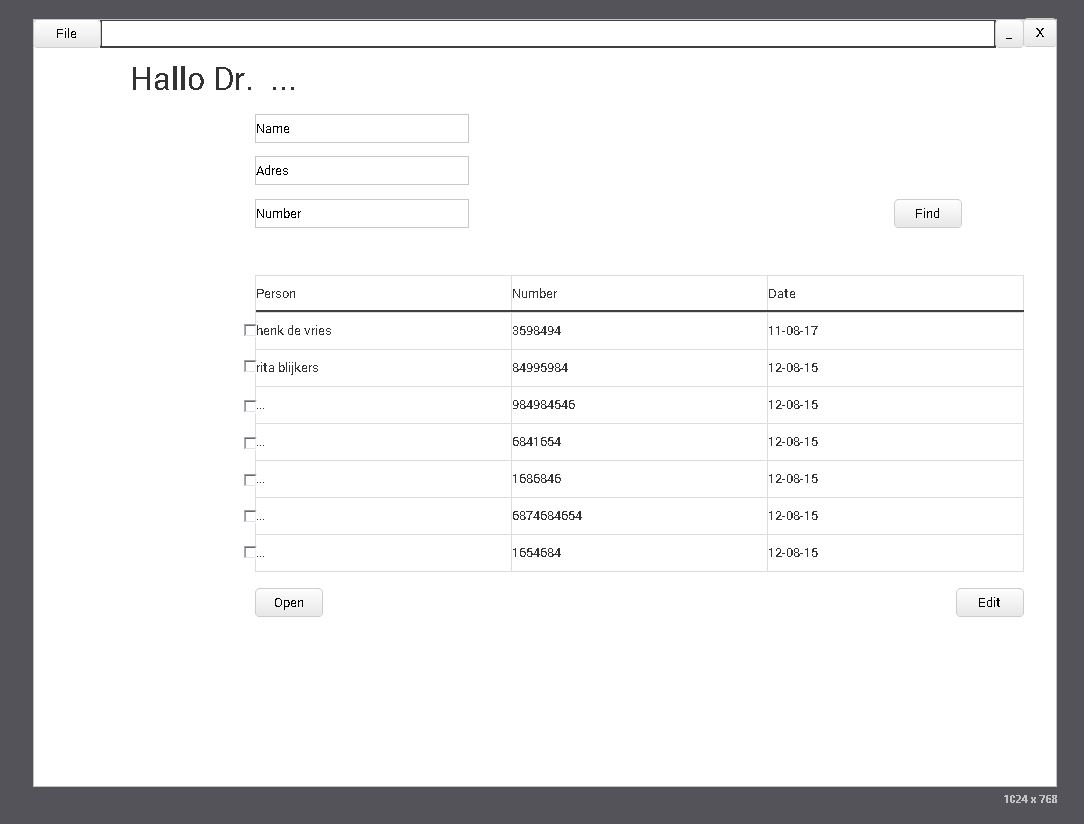 File _ X
Hallo Dr. ...
Name
Adres
Number Find
Person Number Date
henk de vries 3598494 11-08-17
rita blijkers 84995984 12-08-15
... 984984546 12-08-15
... 6841654 12-08-15
... 1686846 12-08-15
... 6874684654 12-08-15
... 1654684 12-08-15
Open Edit
1024 x 768